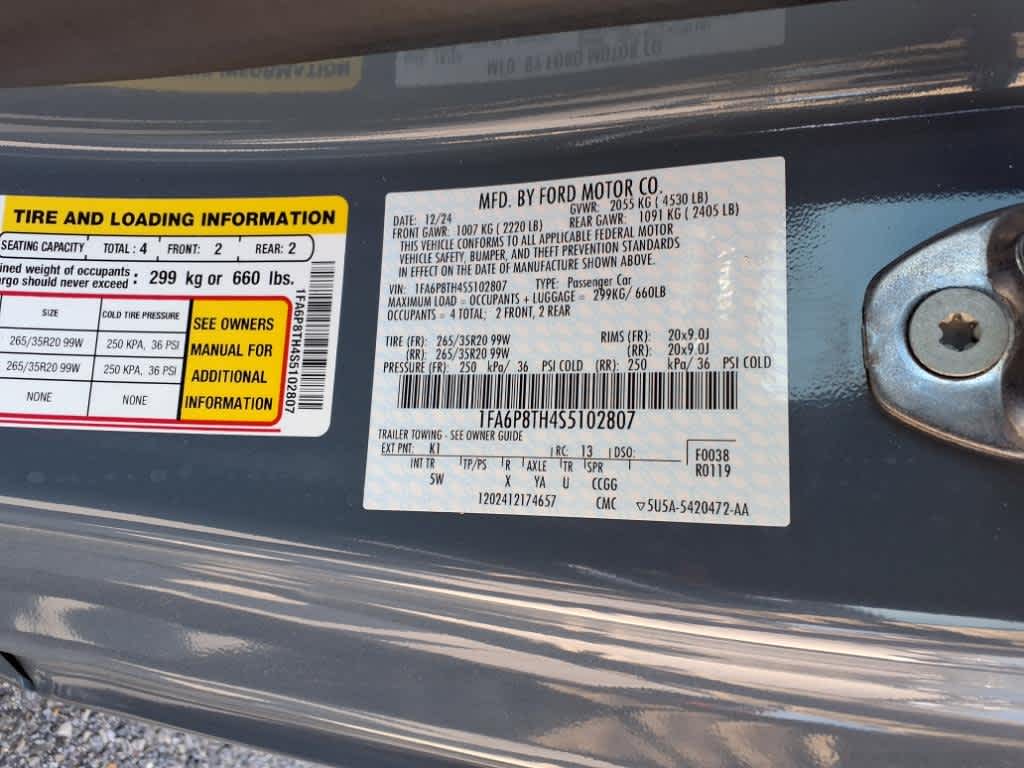 TIRE AND LOADING INFORMATION
SEATING CAPACITY TOTAL : 4 FRONT: 2 REAR: 2
ined weight of occupants
argo should never exceed : 299 kg or 660 lbs.
SIZE COLD TIRE PRESSURE
265/35R20 99W 250 KPA, 36 PSI
265/35R20 99W 250 KPA, 36 PSI
NONE NONE
SEE OWNERS
MANUAL FOR
ADDITIONAL
INFORMATION
1FA6P8TH4S5102807
MFD. BY FORD MOTOR CO.
DATE: 12/24 GVWR: 2055 KG ( 4530 LB)
FRONT GAWR: 1007 KG ( 2220 LB) REAR GAWR: 1091 KG ( 2405 LB)
THIS VEHICLE CONFORMS TO ALL APPLICABLE FEDERAL MOTOR
VEHICLE SAFETY, BUMPER, AND THEFT PREVENTION STANDARDS
IN EFFECT ON THE DATE OF MANUFACTURE SHOWN ABOVE.
VIN: 1FA6P8TH4S5102807 TYPE: Passenger Car
MAXIMUM LOAD = OCCUPANTS + LUGGAGE = 299KG/ 660LB
OCCUPANTS = 4 TOTAL; 2 FRONT, 2 REAR
TIRE (FR): 265/35R20 99W RIMS (FR): 20x9.0J
(RR): 265/35R20 99W (RR): 20x9.0J
PRESSURE (FR): 250 kPa/ 36 PSI COLD (RR): 250 kPa/ 36 PSI COLD
1FA6P8TH4S5102807
TRAILER TOWING - SEE OWNER GUIDE
EXT PNT: K1 RC: 13 DSO:
F0038
R0119
INT TR TP/PS R AXLE TR SPR
5W X YA U CCGG
1202412174657 CMC ▽5U5A-5420472-AA